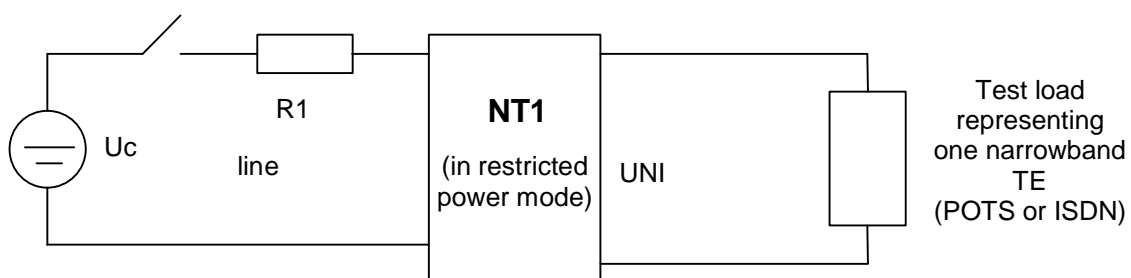 R1
Uc
line
NT1
(in restricted
power mode)
UNI
Test load
representing
one narrowband
TE
(POTS or ISDN)